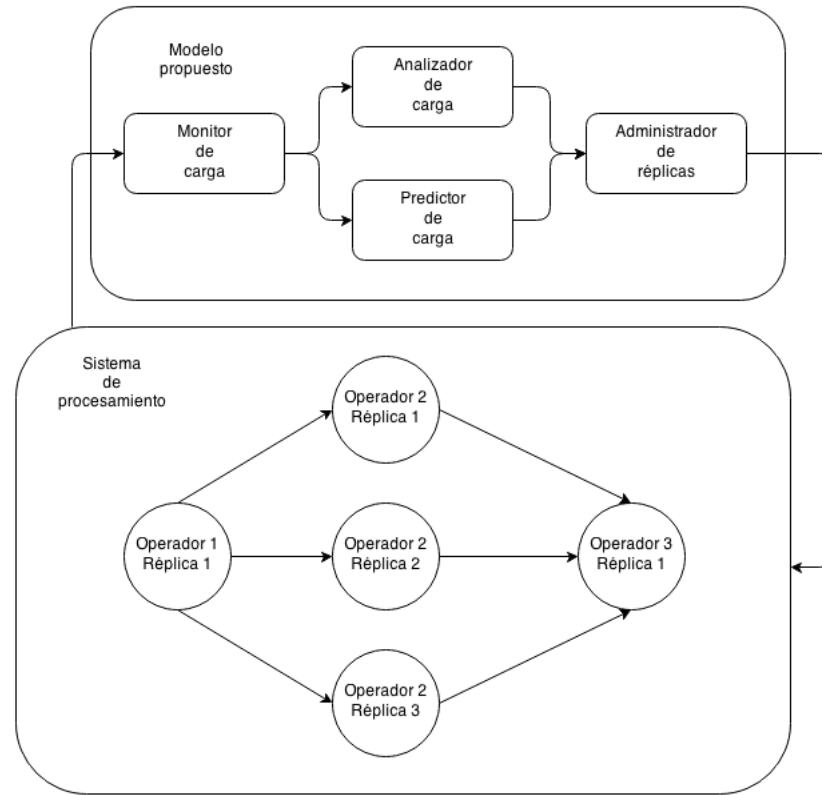 Modelo
propuesto
Monitor
de
carga
Analizador
de
carga
Predictor
de
carga
Administrador
de
réplicas
Sistema
de
procesamiento
Operador 1
Réplica 1
Operador 2
Réplica 1
Operador 2
Réplica 2
Operador 2
Réplica 3
Operador 3
Réplica 1